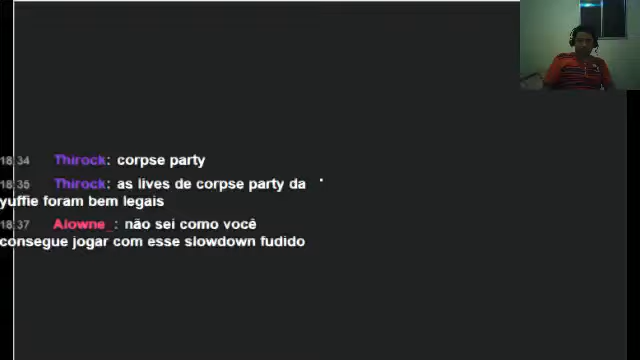 18:34 Thirock: corpse party
18:35 Thirock: as lives de corpse party da
yuffie foram bem legais
18:37 Alowne_: não sei como você
consegue jogar com esse slowdown fudido